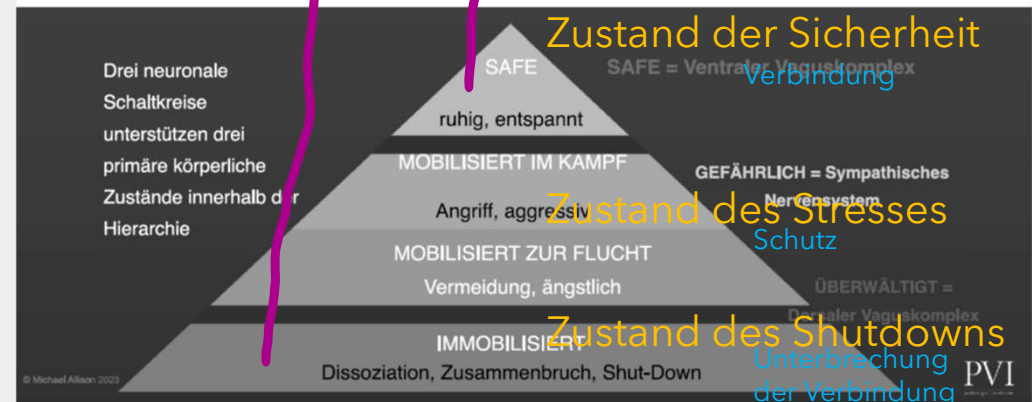 Drei neuronale
Schaltkreise
unterstützen drei
primäre körperliche
Zustände innerhalb der
Hierarchie
SAFE
ruhig, entspannt
MOBILISIERT IM KAMPF
Angriff, aggressiv
MOBILISIERT ZUR FLUCHT
Vermeidung, ängstlich
IMMOBILISIERT
Dissoziation, Zusammenbruch, Shut-Down
Zustand der Sicherheit
SAFE = Ventraler Vaguskomplex
Verbindung
GEFÄHRLICH = Sympathisches
Nervensystem
Zustand des Stresses
Schutz
ÜBERWÄLTIGT =
Dorsaler Vaguskomplex
Zustand des Shutdowns
Unterbrechung
der Verbindung
© Michael Allison 2023
PVI